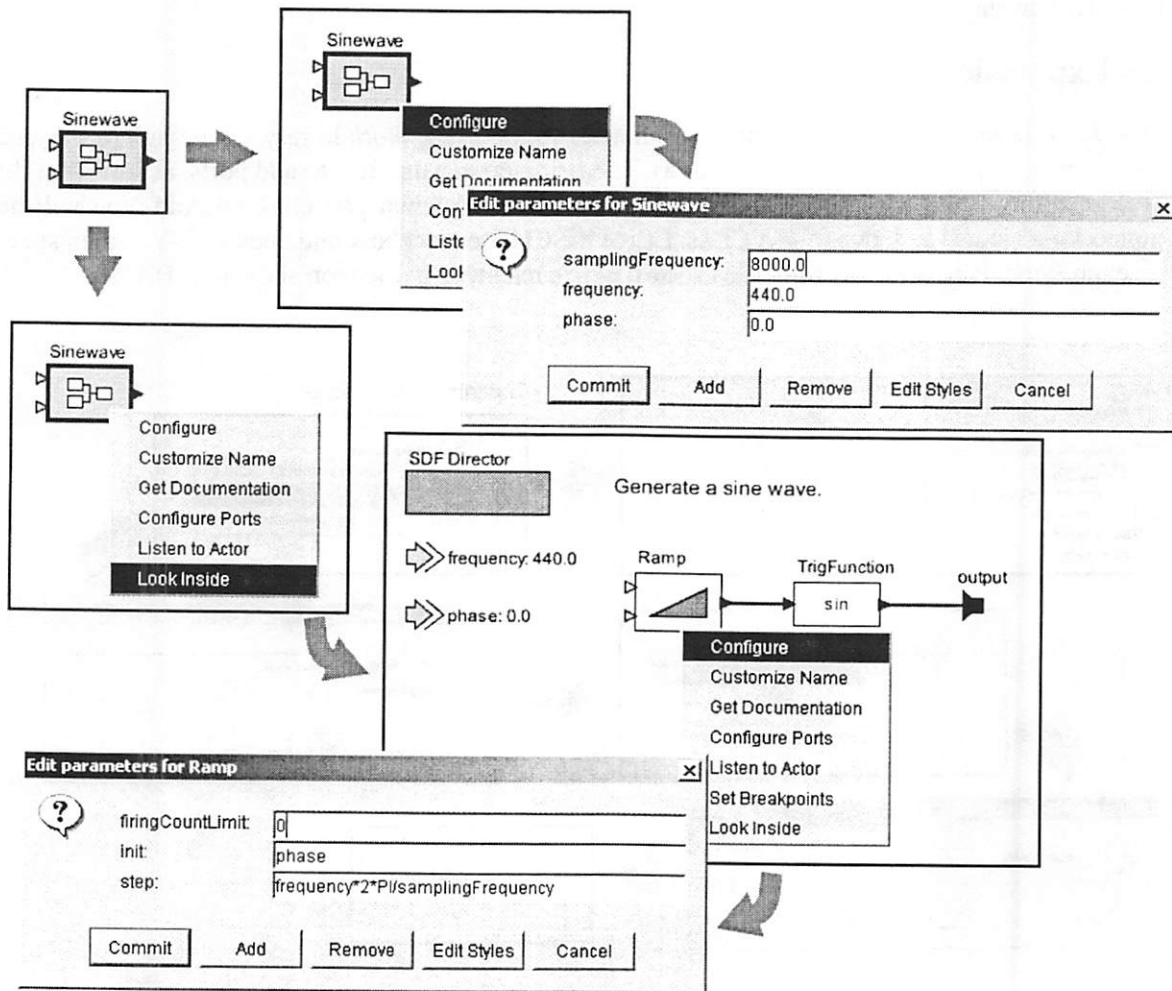 Sinewave
Sinewave
Configure
Customize Name
Get Documentation
Edit parameters for Sinewave
samplingFrequency: 8000.0
frequency: 440.0
phase: 0.0
Commit Add Remove Edit Styles Cancel
Sinewave
Configure
Customize Name
Get Documentation
Configure Ports
Listen to Actor
Look Inside
SDF Director
Generate a sine wave.
frequency: 440.0
phase: 0.0
Ramp
TrigFunction
sin
output
Configure
Customize Name
Get Documentation
Configure Ports
Listen to Actor
Set Breakpoints
Look Inside
Edit parameters for Ramp
firingCountLimit: 0
init: phase
step: frequency*2*PI/samplingFrequency
Commit Add Remove Edit Styles Cancel